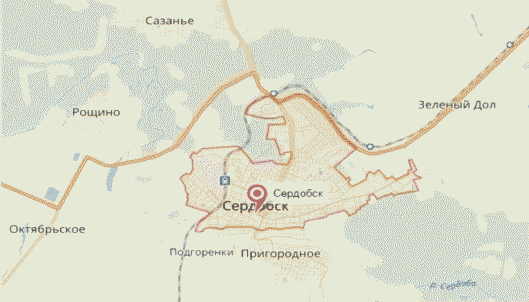 Сазанье
Рощино
Зеленый Дол
Сердобск
Сердобск
Октябрьское
Подгоренки
Пригородное
р. Сердоба